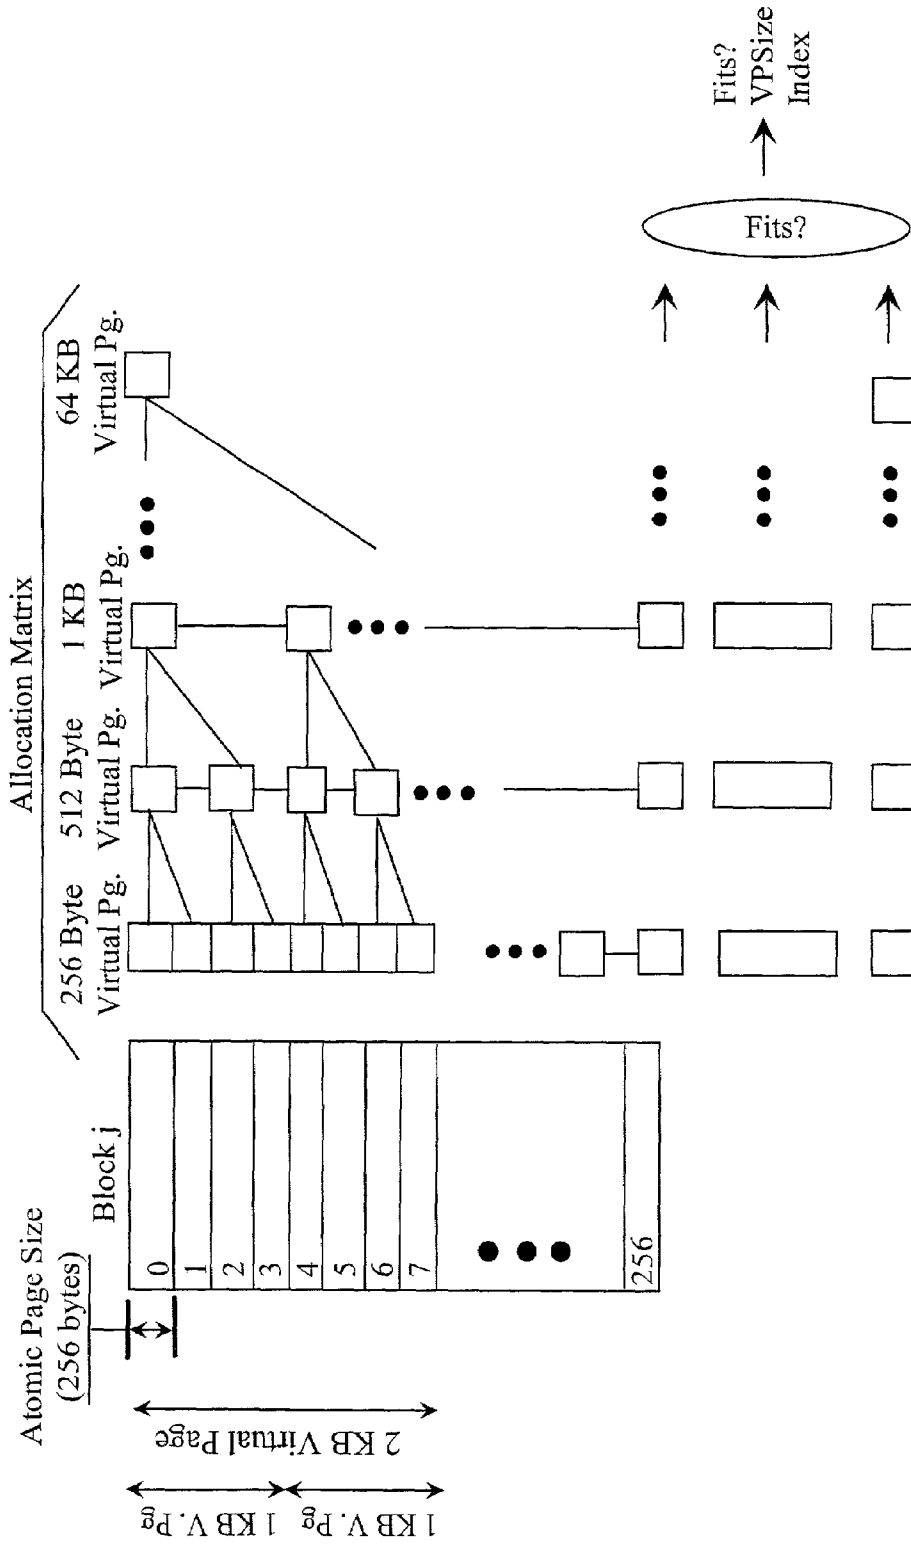 Allocation Matrix
Atomic Page Size
(256 bytes)
Block j
256 Byte
Virtual Pg.
512 Byte
Virtual Pg.
1 KB
Virtual Pg.
64 KB
Virtual Pg.
0
1
2
3
4
5
6
7
256
1 KB V. Pg
1 KB V. Pg
2 KB Virtual Page
Fits?
Fits?
VPSize
Index